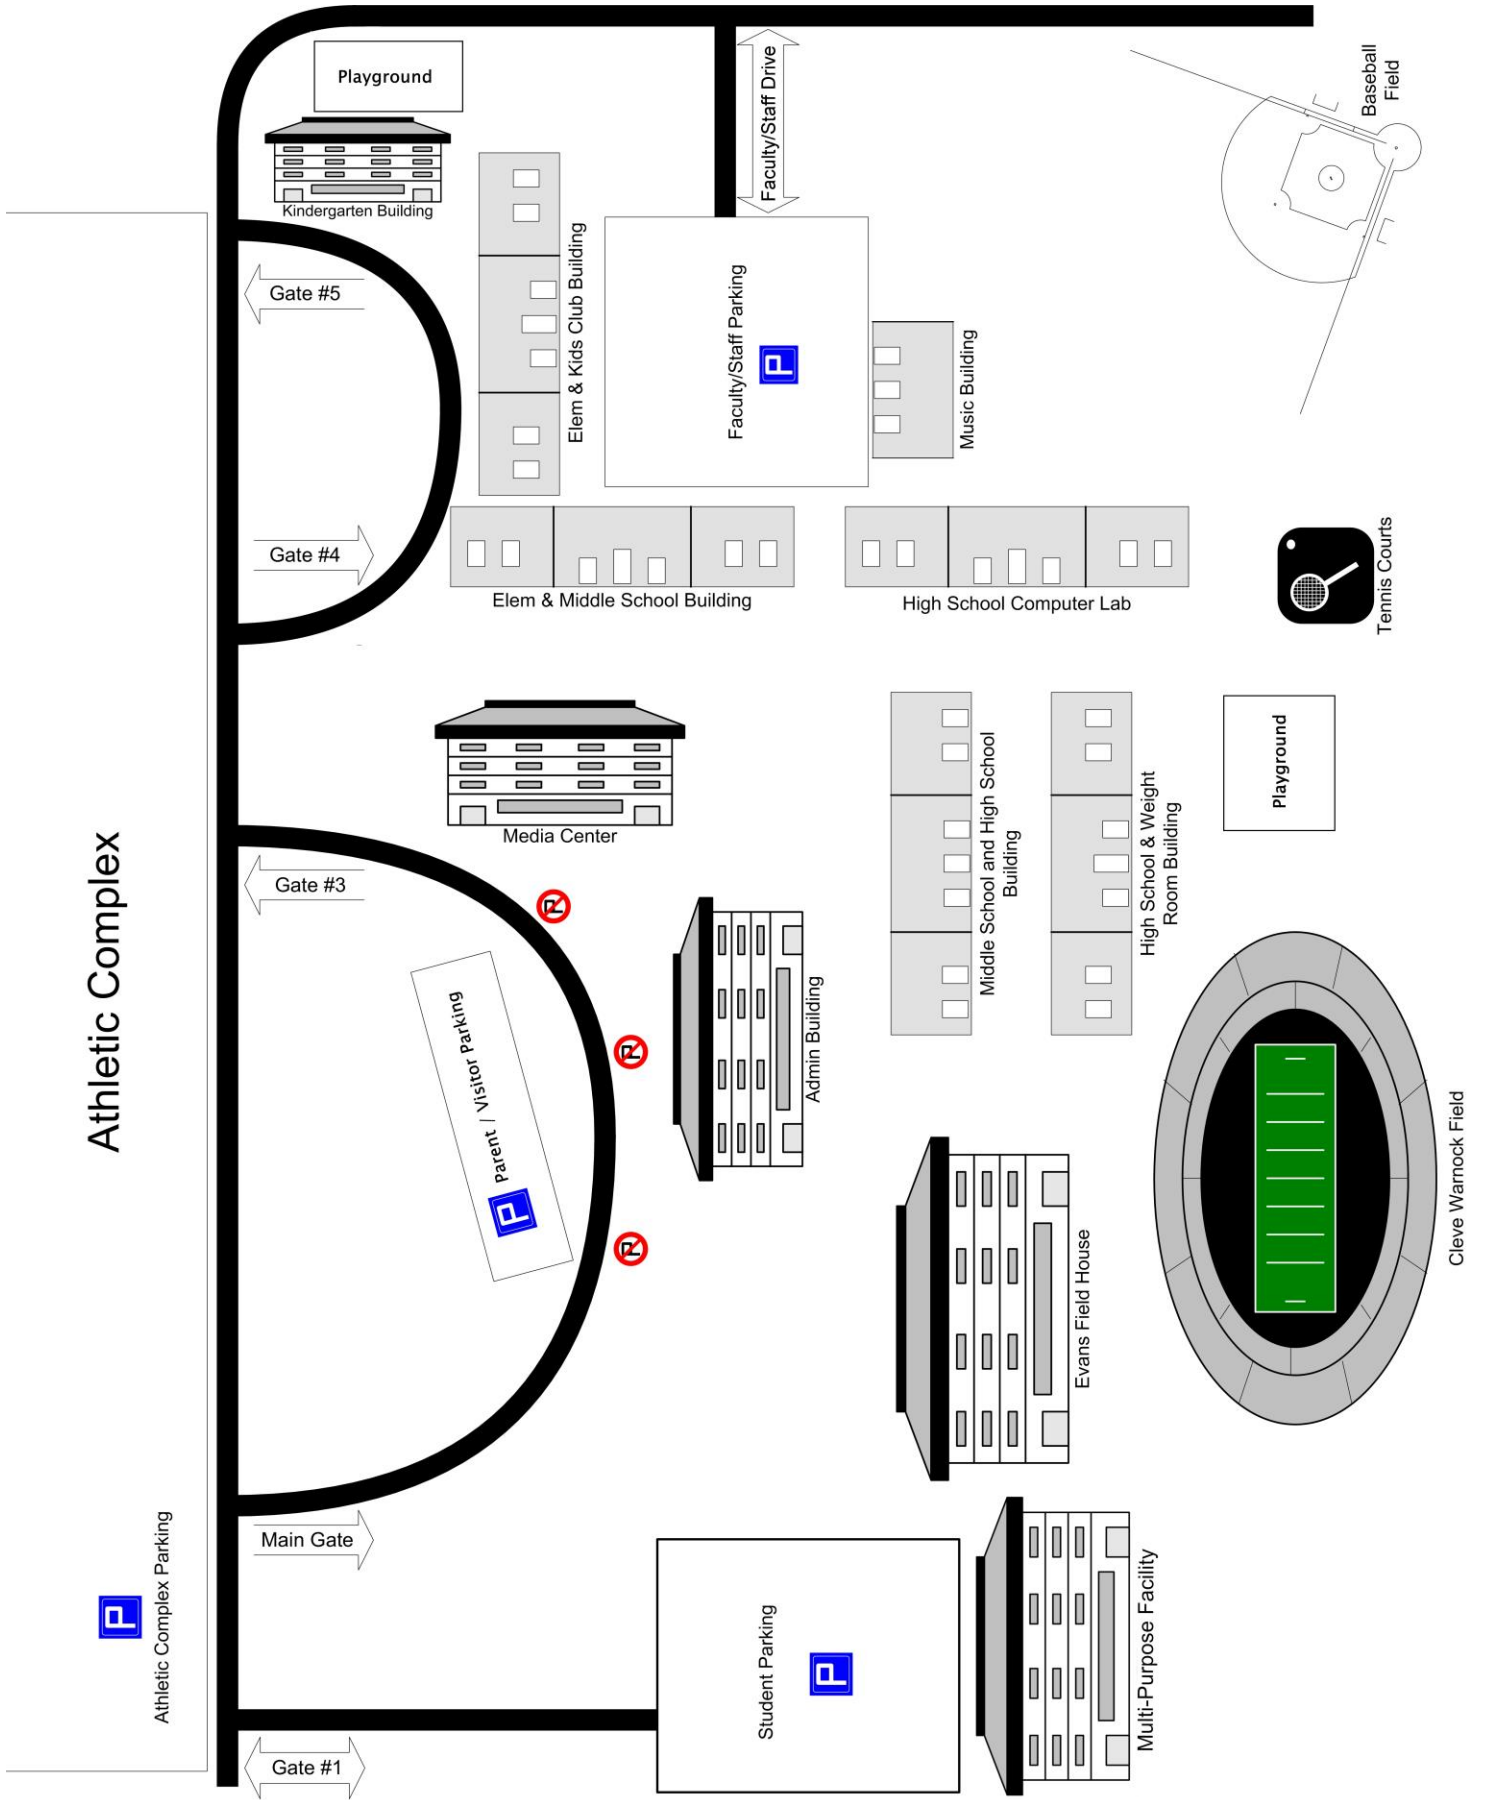 Playground
Faculty/Staff Drive
Baseball
Field
Kindergarten Building
Gate #5
Elem & Kids Club Building
Faculty/Staff Parking
P
Music Building
Gate #4
Elem & Middle School Building
High School Computer Lab
Tennis Courts
Media Center
Middle School and High School
Building
High School & Weight
Room Building
Playground
Athletic Complex
Gate #3
P Parent / Visitor Parking
Admin Building
Evans Field House
Cleve Warnock Field
Main Gate
P
Athletic Complex Parking
Student Parking
P
Multi-Purpose Facility
Gate #1